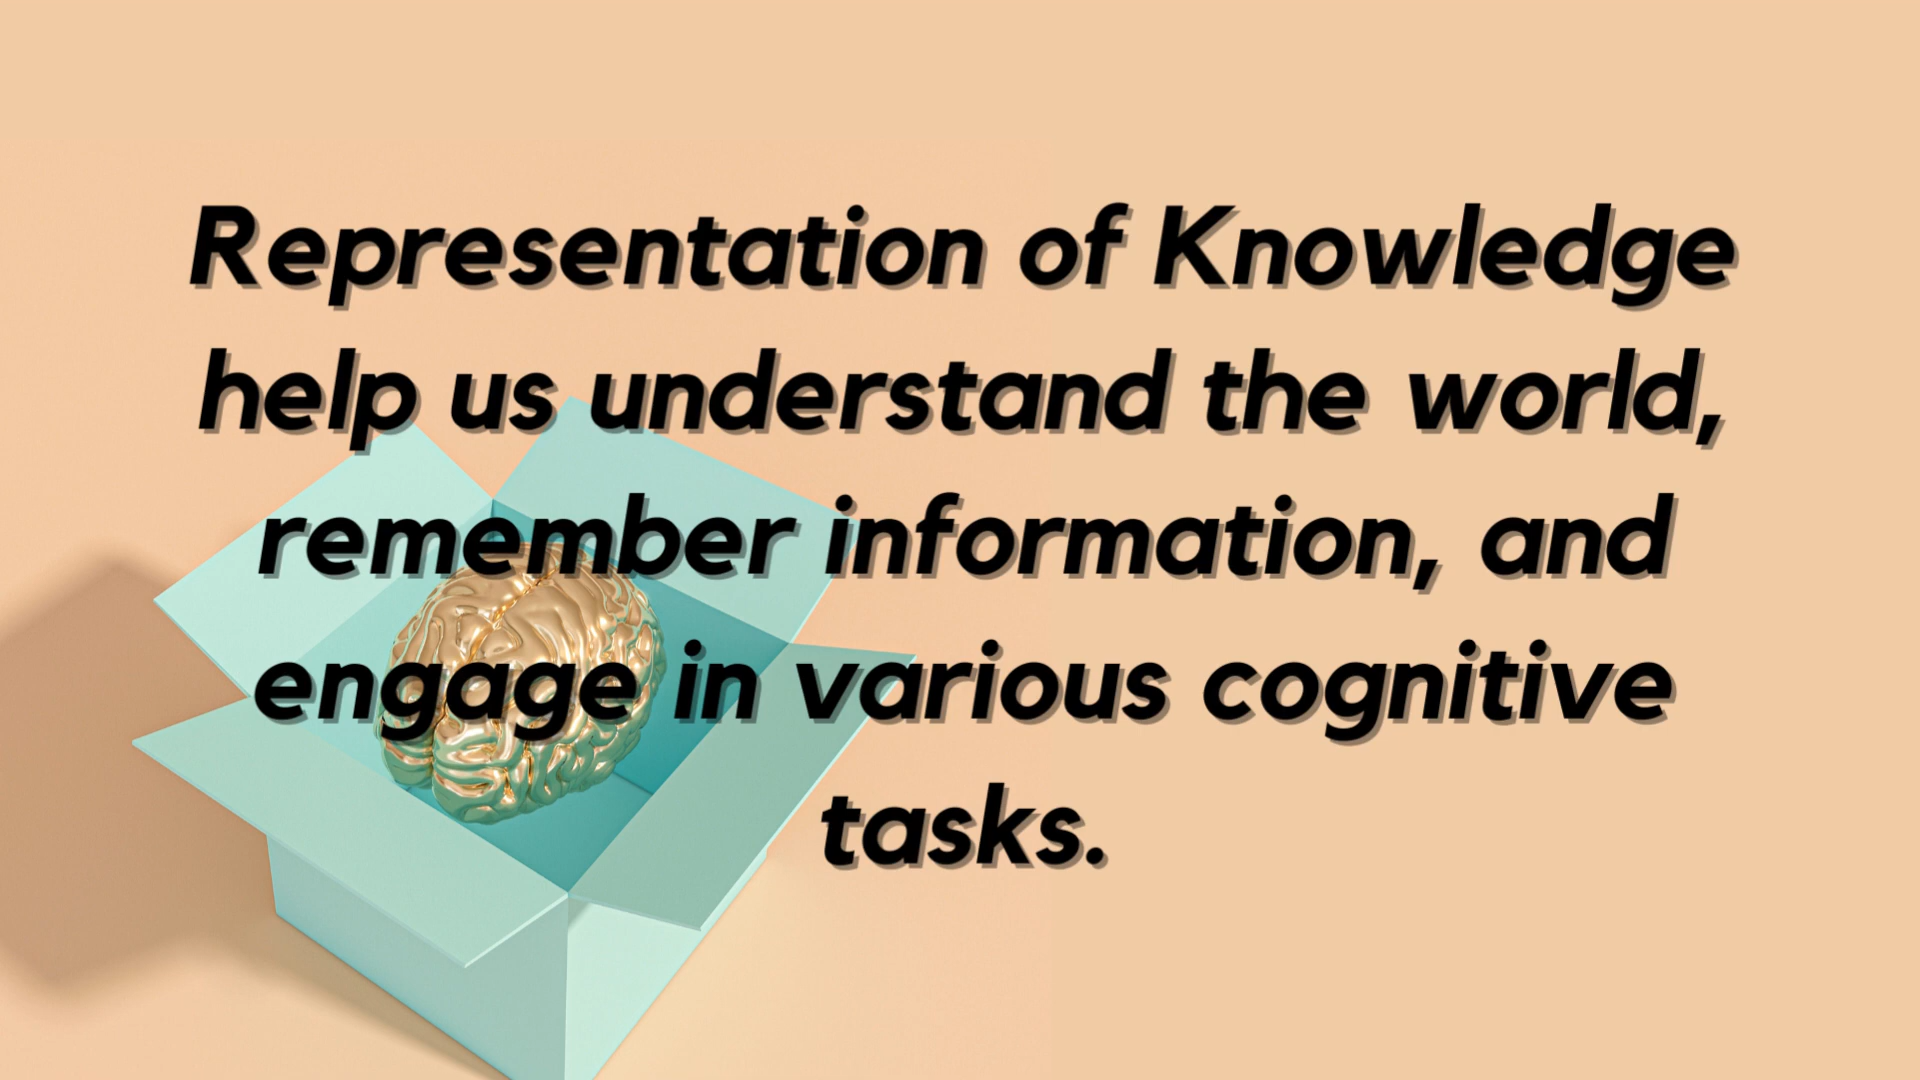 Representation of Knowledge
help us understand the world,
remember information, and
engage in various cognitive
tasks.